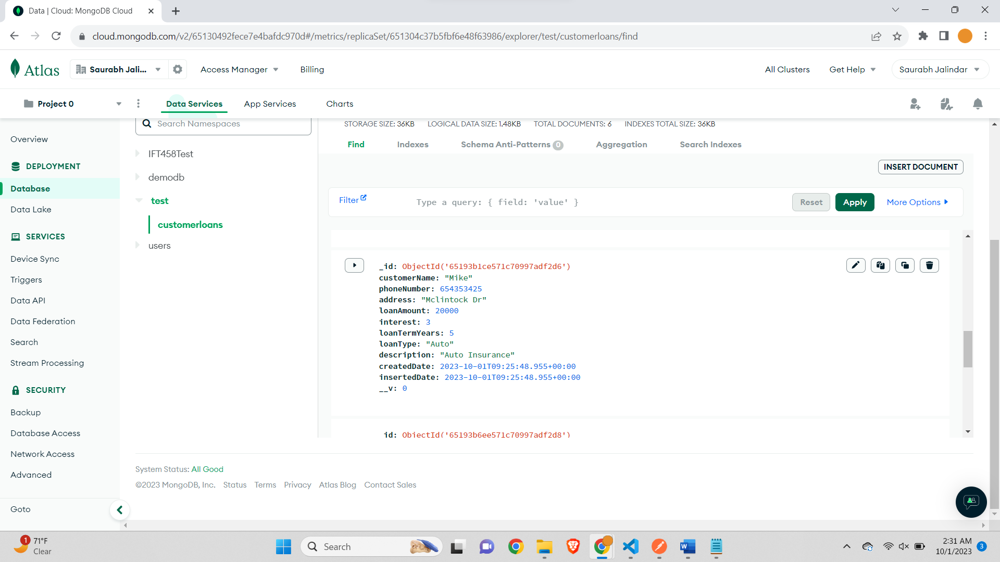 Data | Cloud: MongoDB Cloud
cloud.mongodb.com/v2/65130492fece7e4bafdc970d#/metrics/replicaSet/651304c37b5fbf6e48f63986/explorer/test/customerloans/find
Atlas
Saurabh Jali...
Access Manager
Billing
All Clusters
Get Help
Saurabh Jalindar
Project 0
Data Services
App Services
Charts
Overview
DEPLOYMENT
Database
Data Lake
SERVICES
Device Sync
Triggers
Data API
Data Federation
Search
Stream Processing
SECURITY
Backup
Database Access
Network Access
Advanced
Goto
Search Namespaces
IFT458Test
demodb
test
customerloans
users
STORAGE SIZE: 36KB LOGICAL DATA SIZE: 1.48KB TOTAL DOCUMENTS: 6 INDEXES TOTAL SIZE: 36KB
Find
Indexes
Schema Anti-Patterns 0
Aggregation
Search Indexes
INSERT DOCUMENT
Filter
Type a query: { field: 'value' }
Reset
Apply
More Options
_id: ObjectId('65193b1ce571c70997adf2d6')
customerName: "Mike"
phoneNumber: 654353425
address: "Mclintock Dr"
loanAmount: 20000
interest: 3
loanTermYears: 5
loanType: "Auto"
description: "Auto Insurance"
createdDate: 2023-10-01T09:25:48.955+00:00
insertedDate: 2023-10-01T09:25:48.955+00:00
__v: 0
_id: ObjectId('65193b6ee571c70997adf2d8')
System Status: All Good
©2023 MongoDB, Inc. Status Terms Privacy Atlas Blog Contact Sales
1
71°F
Clear
Search
W
2:31 AM
10/1/2023
3